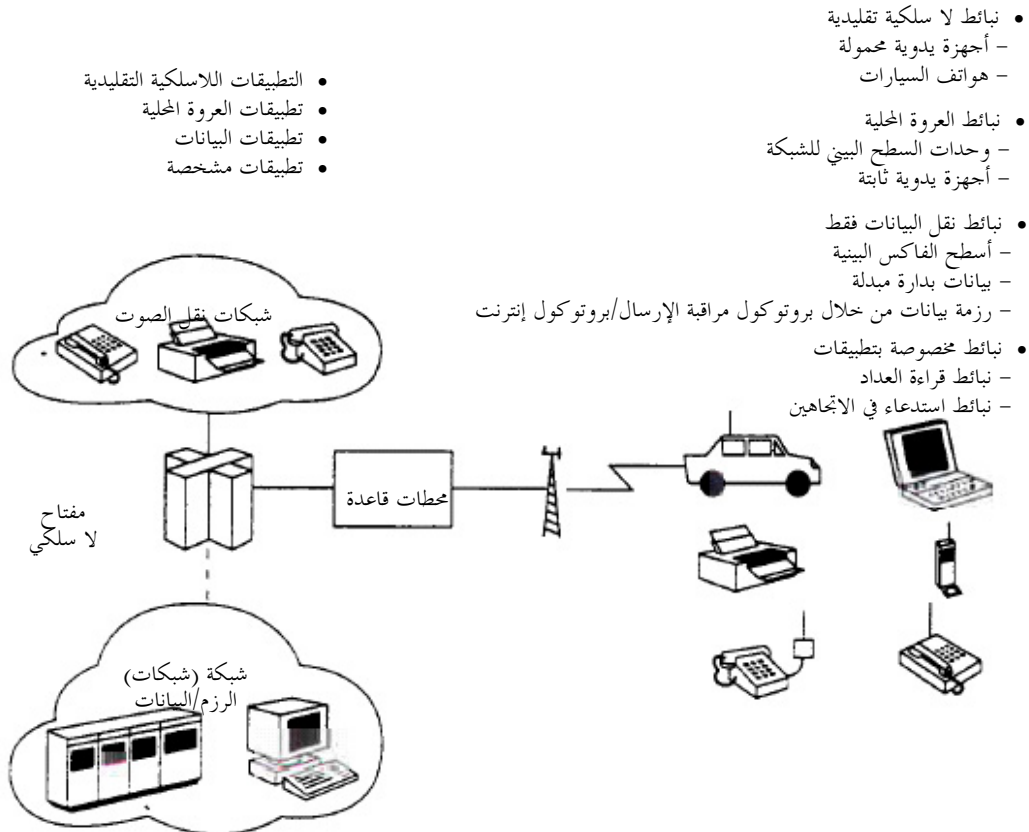 • نبائط لا سلكية تقليدية
– أجهزة يدوية محمولة
– هواتف السيارات
• نبائط العروة المحلية
– وحدات السطح البيني للشبكة
– أجهزة يدوية ثابتة
• نبائط نقل البيانات فقط
– أسطح الفاكس البينية
– بيانات بدارة مبدلة
– رزمة بيانات من خلال بروتوكول مراقبة الإرسال/بروتوكول إنترنت
• نبائط مخصوصة بتطبيقات
– نبائط قراءة العداد
– نبائط استدعاء في الاتجاهين
• التطبيقات اللاسلكية التقليدية
• تطبيقات العروة المحلية
• تطبيقات البيانات
• تطبيقات مشخصة
شبكات نقل الصوت
محطات قاعدة
مفتاح
لا سلكي
شبكة (شبكات)
الرزم/البيانات